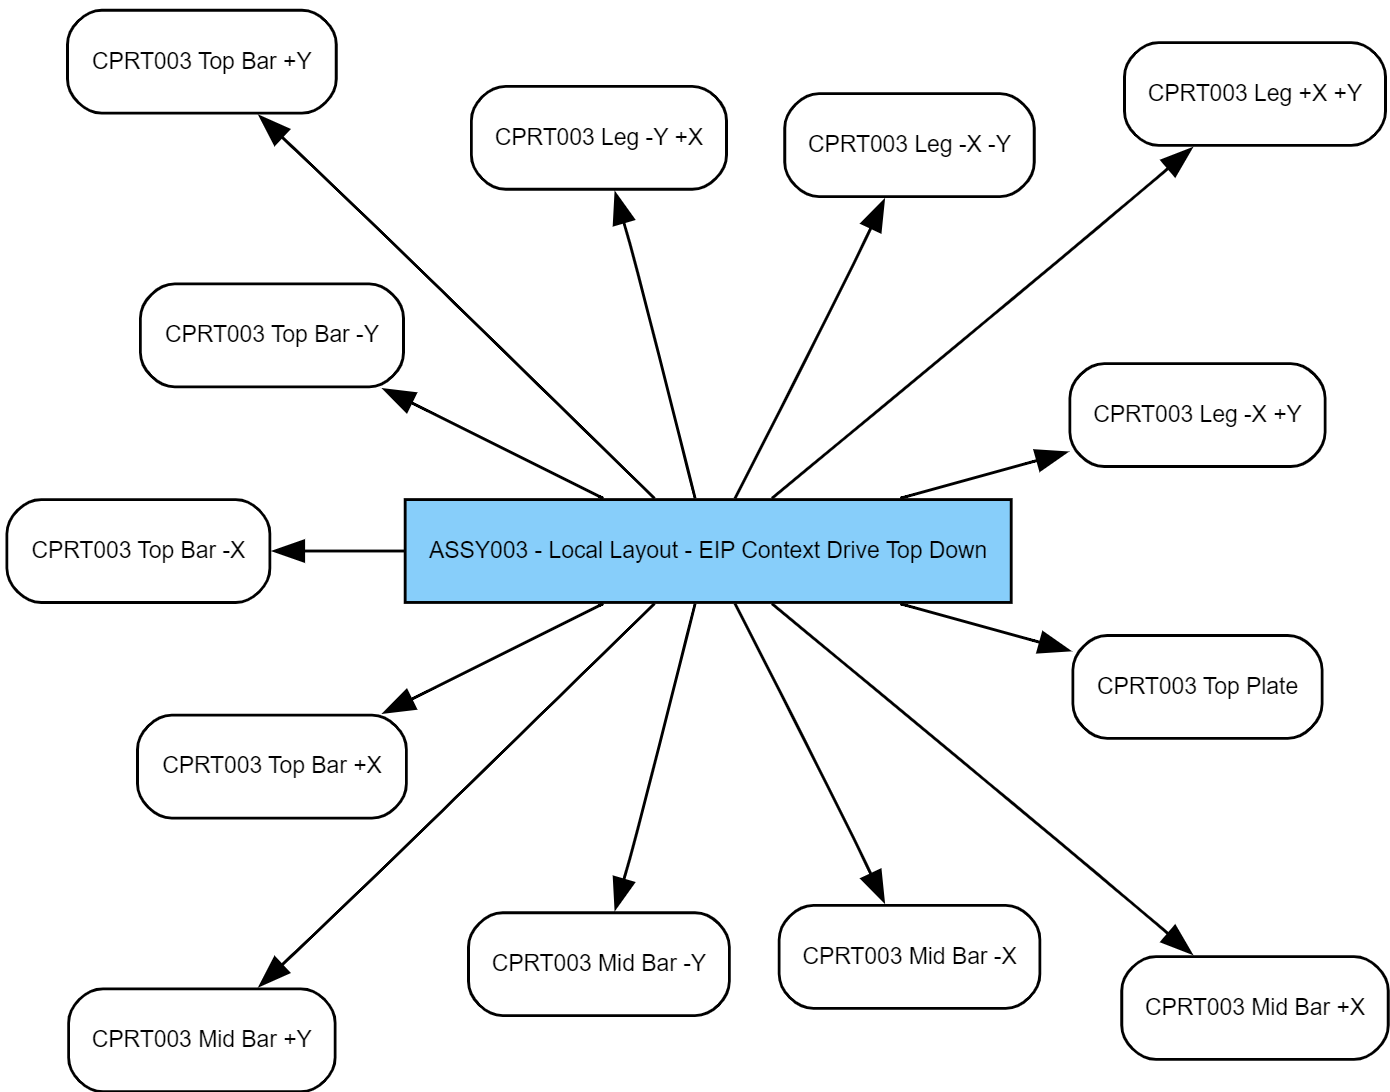 CPRT003 Top Bar +Y
CPRT003 Leg +X +Y
CPRT003 Leg -Y +X
CPRT003 Leg -X -Y
CPRT003 Top Bar -Y
CPRT003 Leg -X +Y
CPRT003 Top Bar -X
ASSY003 - Local Layout - EIP Context Drive Top Down
CPRT003 Top Plate
CPRT003 Top Bar +X
CPRT003 Mid Bar -Y
CPRT003 Mid Bar -X
CPRT003 Mid Bar +X
CPRT003 Mid Bar +Y